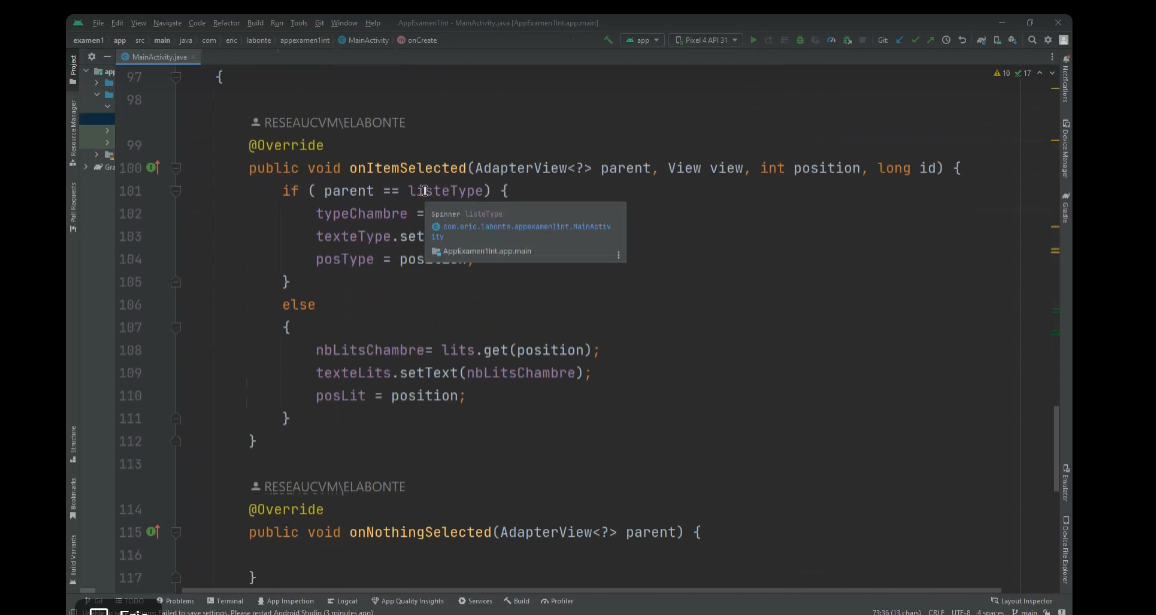 File Edit View Navigate Code Refactor Build Run Tools Git Window Help AppExamen1Int - MainActivity.java [AppExamen1Int.app.main]
examen1 app src main java com eric labonte appexamen1int MainActivity onCreate app Pixel 4 API 31 Git:
Project MainActivity.java Notifications
app
97 { 10 17
98
RESEAUCVM\ELABONTE
99 @Override
100 public void onItemSelected(AdapterView<?> parent, View view, int position, long id) {
101 if ( parent == listeType) {
102 typeChambre =
103 texteType.set
104 posType = position;
Spinner listeType
com.eric.labonte.appexamen1int.MainActiv
ity
AppExamen1Int.app.main
105 }
106 else
107 {
108 nbLitsChambre= lits.get(position);
109 texteLits.setText(nbLitsChambre);
110 posLit = position;
111 }
112 }
113
RESEAUCVM\ELABONTE
114 @Override
115 public void onNothingSelected(AdapterView<?> parent) {
116
117 }
Resource Manager
Pull Requests
Structure
Bookmarks
Build Variants
Device Manager
Gradle
Emulator
Device File Explorer
Git TODO Problems Terminal App Inspection Logcat App Quality Insights Services Build Profiler Layout Inspector
Failed to save settings. Please restart Android Studio (3 minutes ago) 73:36 (13 chars) CRLF UTF-8 4 spaces main